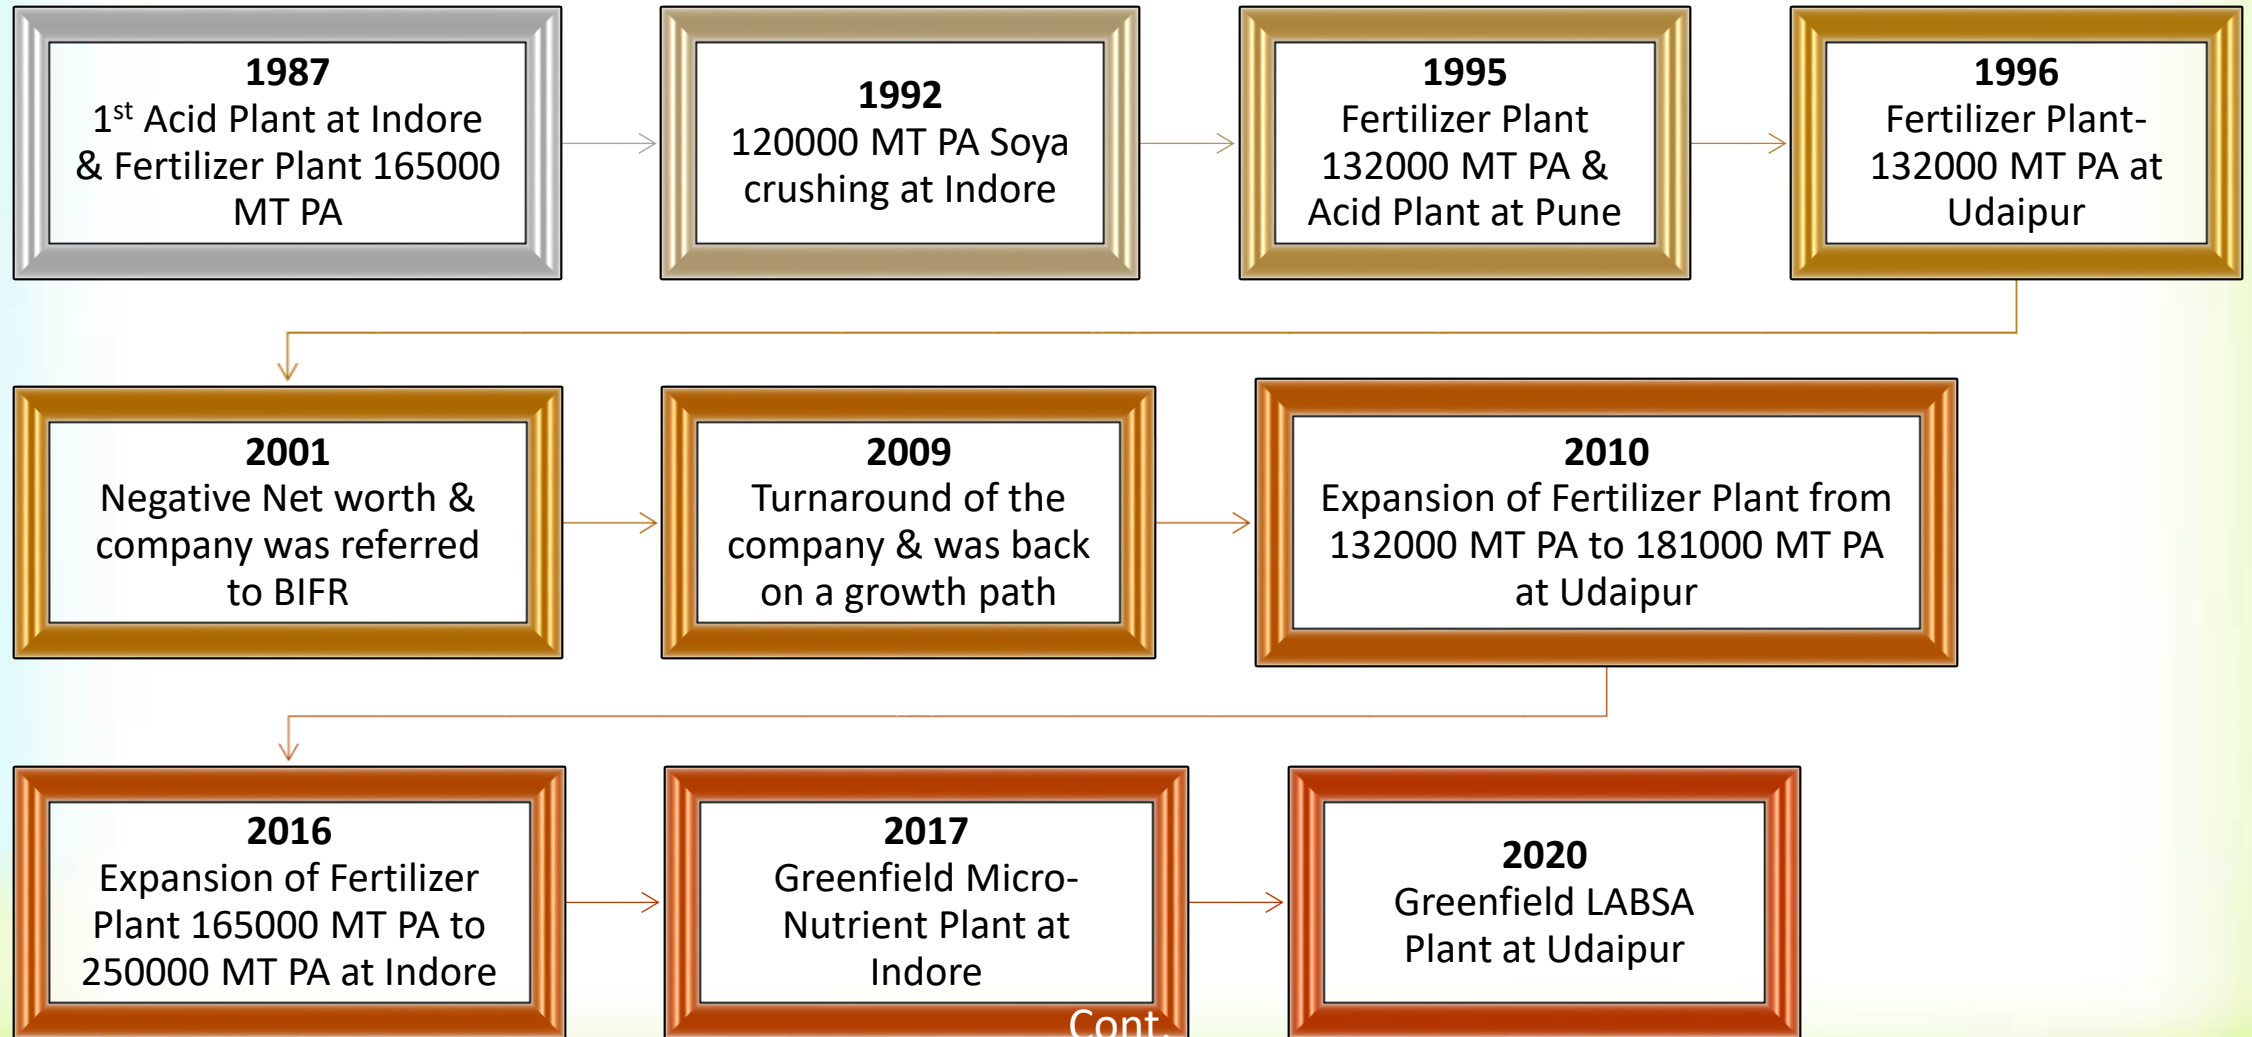 1987
1st Acid Plant at Indore
& Fertilizer Plant 165000
MT PA
1992
120000 MT PA Soya
crushing at Indore
1995
Fertilizer Plant
132000 MT PA &
Acid Plant at Pune
1996
Fertilizer Plant-
132000 MT PA at
Udaipur
2001
Negative Net worth &
company was referred
to BIFR
2009
Turnaround of the
company & was back
on a growth path
2010
Expansion of Fertilizer Plant from
132000 MT PA to 181000 MT PA
at Udaipur
2016
Expansion of Fertilizer
Plant 165000 MT PA to
250000 MT PA at Indore
2017
Greenfield Micro-
Nutrient Plant at
Indore
2020
Greenfield LABSA
Plant at Udaipur
Cont.